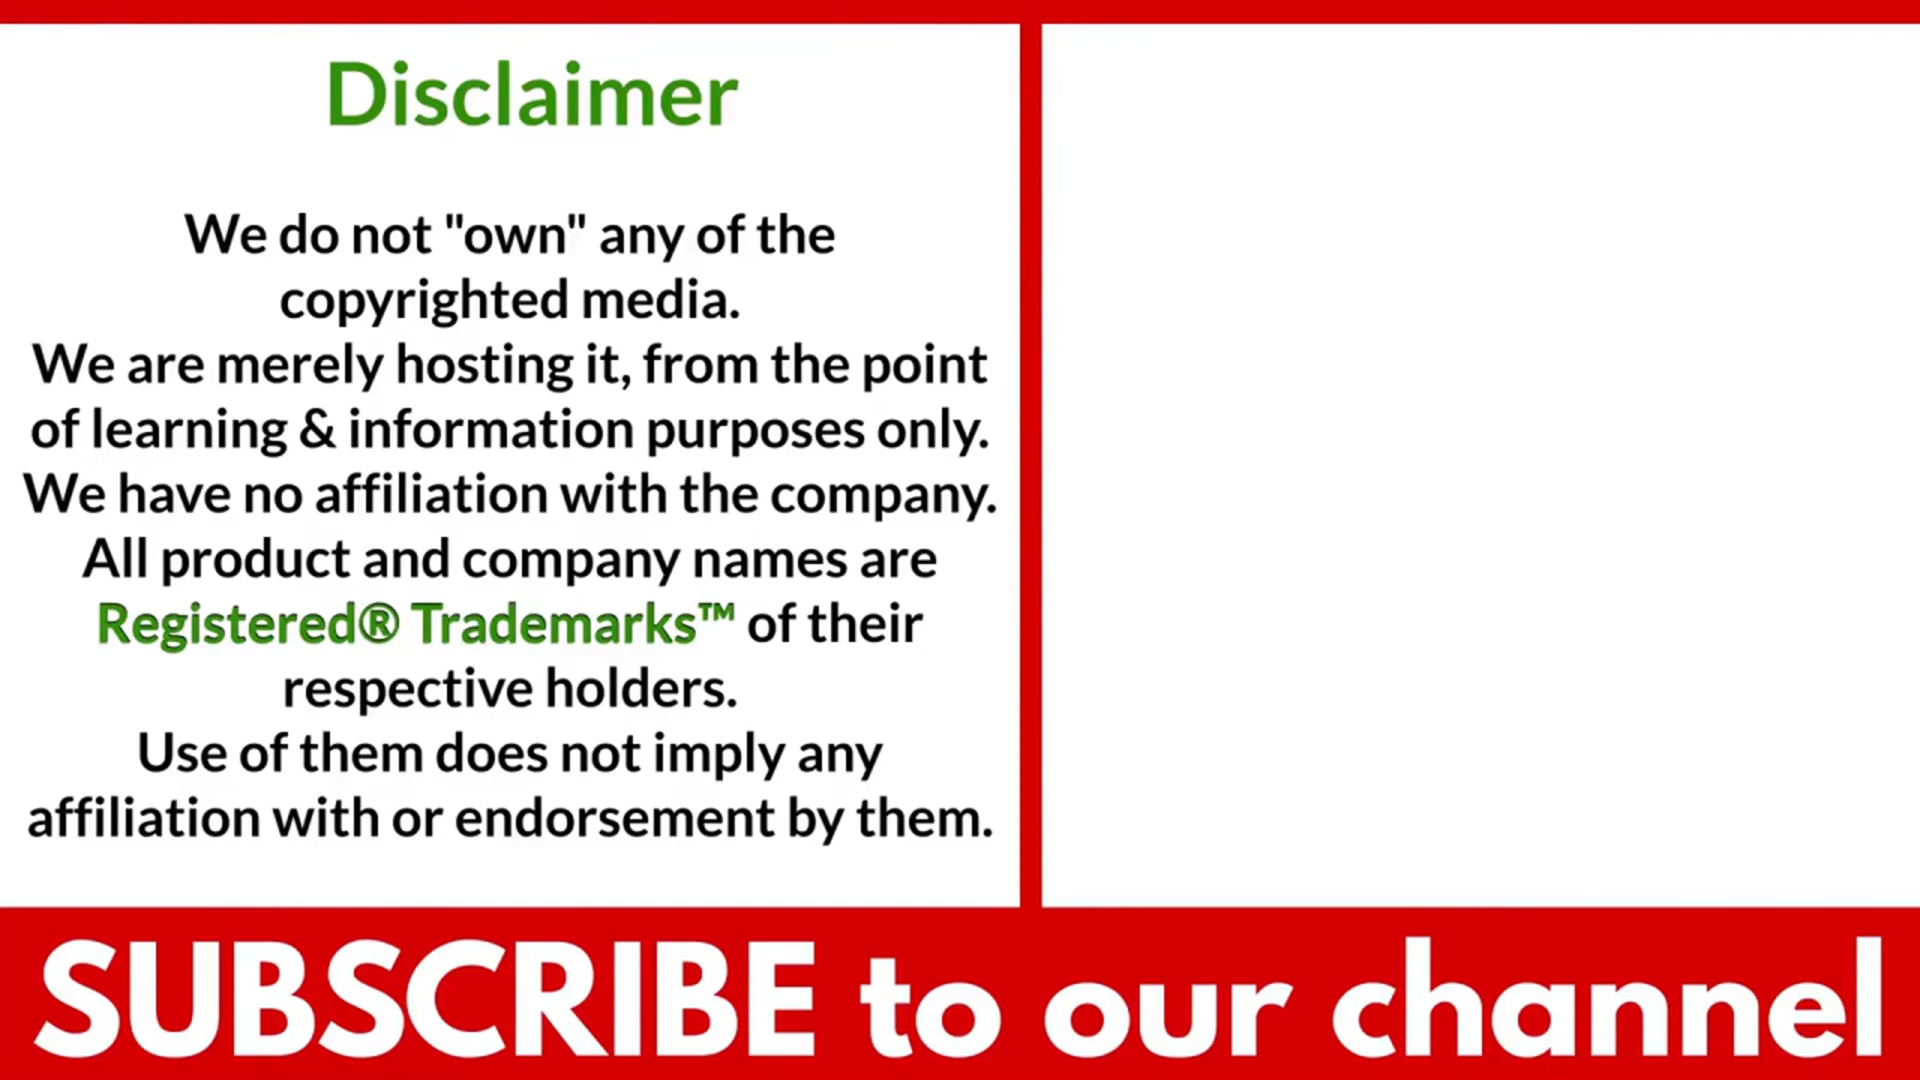 Disclaimer
We do not "own" any of the
copyrighted media.
We are merely hosting it, from the point
of learning & information purposes only.
We have no affiliation with the company.
All product and company names are
Registered® Trademarks™ of their
respective holders.
Use of them does not imply any
affiliation with or endorsement by them.
SUBSCRIBE to our channel